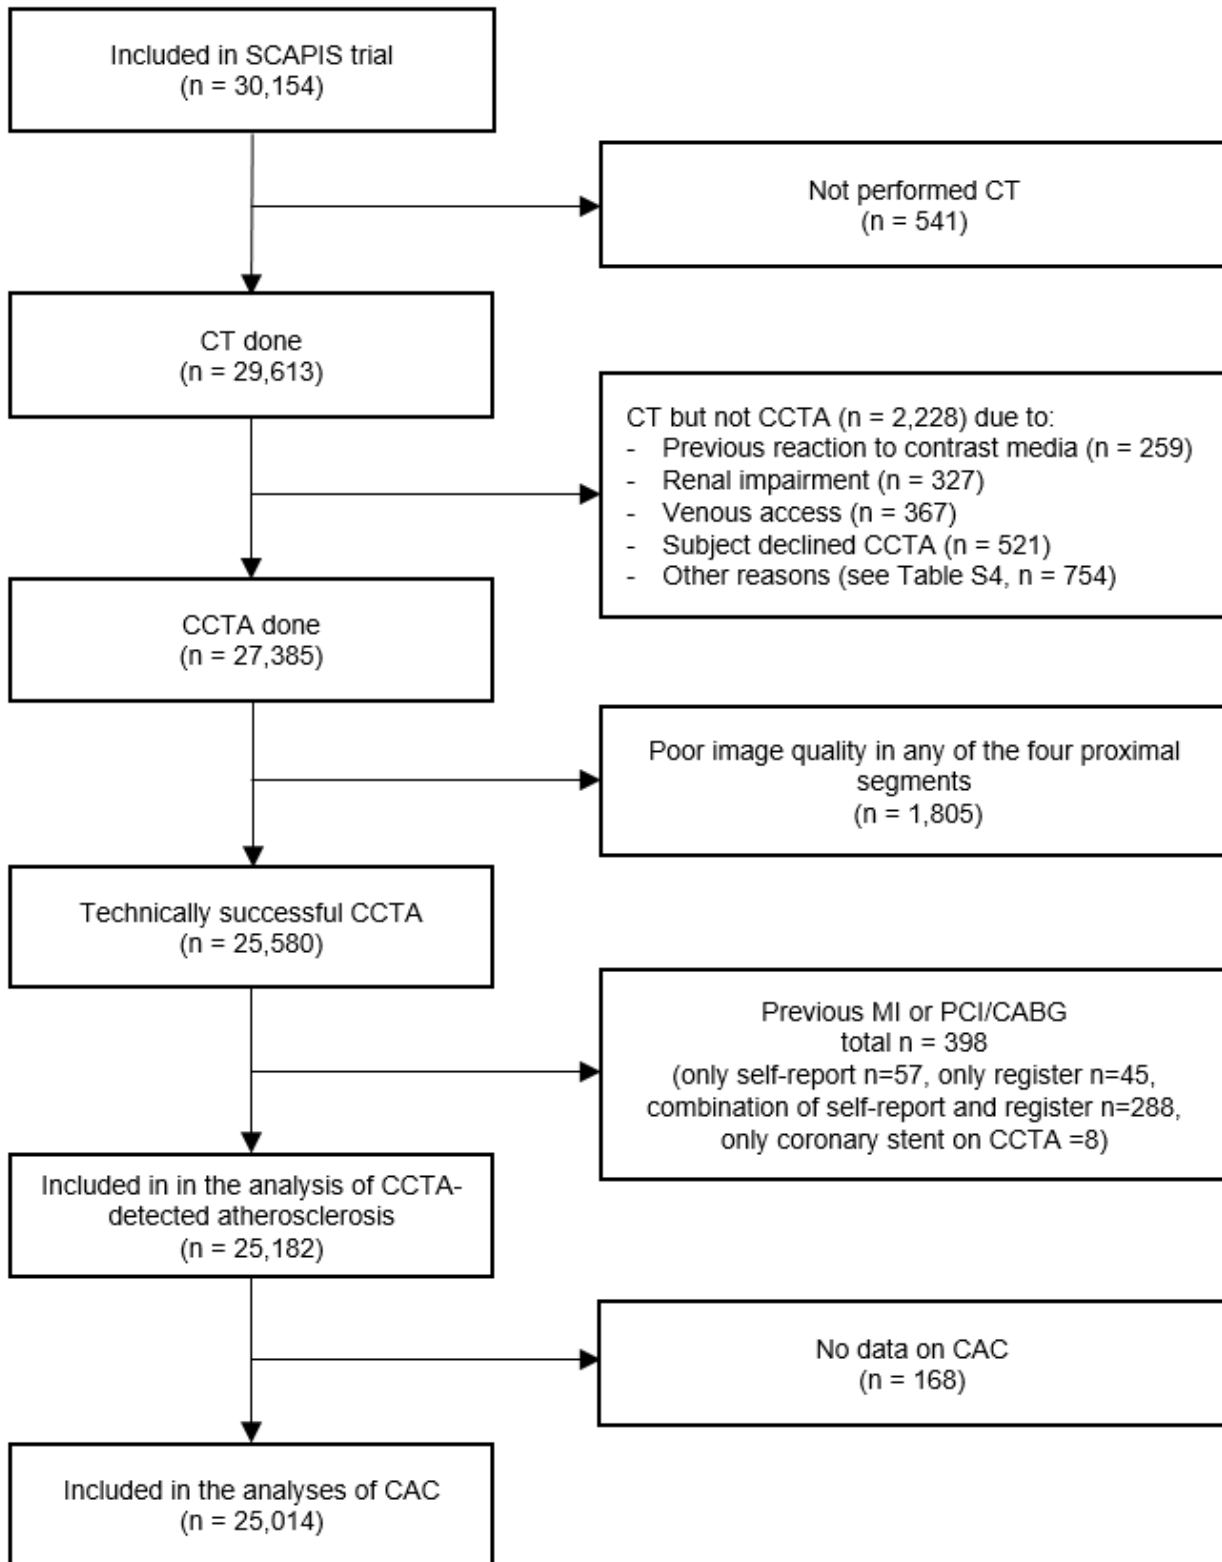 Included in SCAPIS trial
(n = 30,154)
Not performed CT
(n = 541)
CT done
(n = 29,613)
CT but not CCTA (n = 2,228) due to:
- Previous reaction to contrast media (n = 259)
- Renal impairment (n = 327)
- Venous access (n = 367)
- Subject declined CCTA (n = 521)
- Other reasons (see Table S4, n = 754)
CCTA done
(n = 27,385)
Poor image quality in any of the four proximal
segments
(n = 1,805)
Technically successful CCTA
(n = 25,580)
Previous MI or PCI/CABG
total n = 398
(only self-report n=57, only register n=45,
combination of self-report and register n=288,
only coronary stent on CCTA =8)
Included in in the analysis of CCTA-
detected atherosclerosis
(n = 25,182)
No data on CAC
(n = 168)
Included in the analyses of CAC
(n = 25,014)